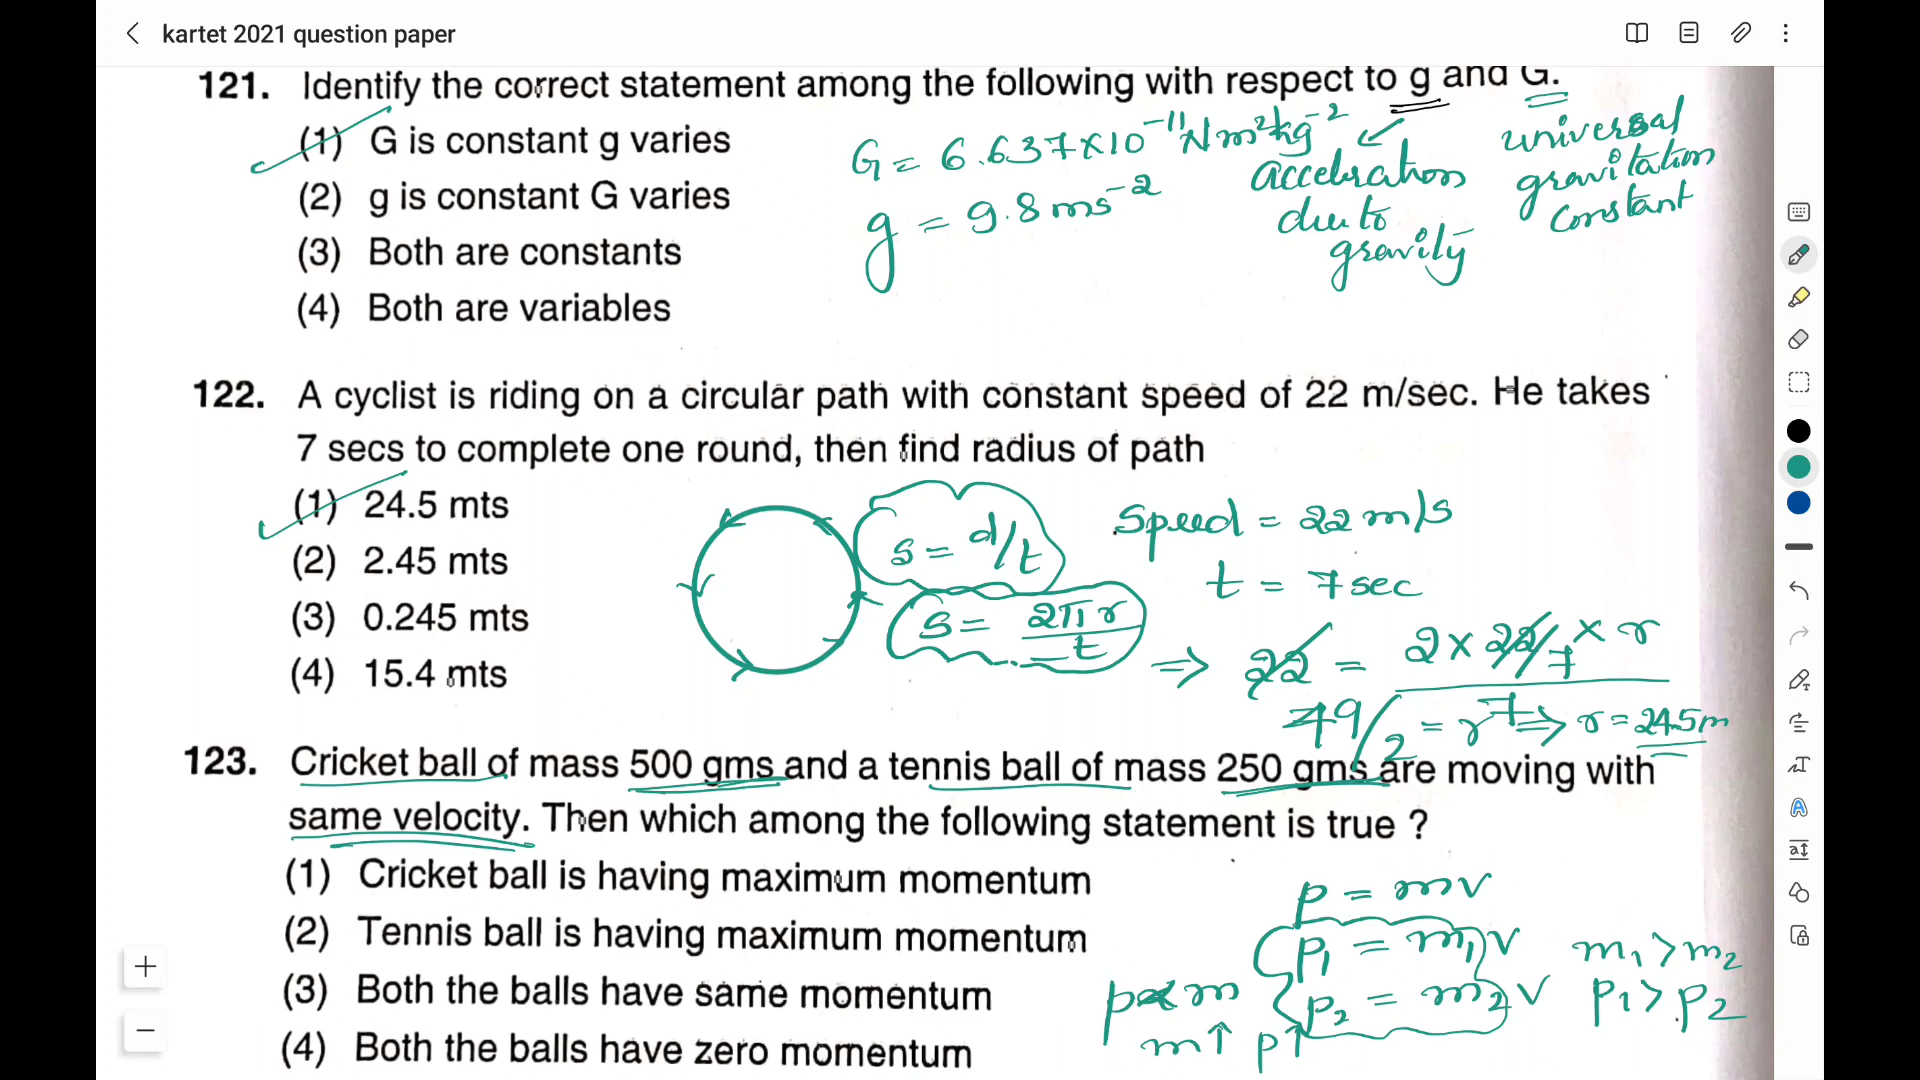 kartet 2021 question paper
121. Identify the correct statement among the following with respect to g and G.
(1) G is constant g varies
(2) g is constant G varies
(3) Both are constants
(4) Both are variables
G = 6.637×10⁻¹¹Nm²kg⁻²
g = 9.8 ms⁻²
acceleration
due to
gravity
universal
gravitation
constant
122. A cyclist is riding on a circular path with constant speed of 22 m/sec. He takes
7 secs to complete one round, then find radius of path
(1) 24.5 mts
(2) 2.45 mts
(3) 0.245 mts
(4) 15.4 mts
s = d/t
s = 2πr/t
Speed = 22 m/s
t = 7 sec
⇒ 22 = 2 × 22/7 × r / 7
49/2 = r ⇒ r = 24.5m
123. Cricket ball of mass 500 gms and a tennis ball of mass 250 gms are moving with
same velocity. Then which among the following statement is true ?
(1) Cricket ball is having maximum momentum
(2) Tennis ball is having maximum momentum
(3) Both the balls have same momentum
(4) Both the balls have zero momentum
p = mv
p₁ = m₁v
p₂ = m₂v
m₁ > m₂
p₁ > p₂
p∝m
m↑ p↑